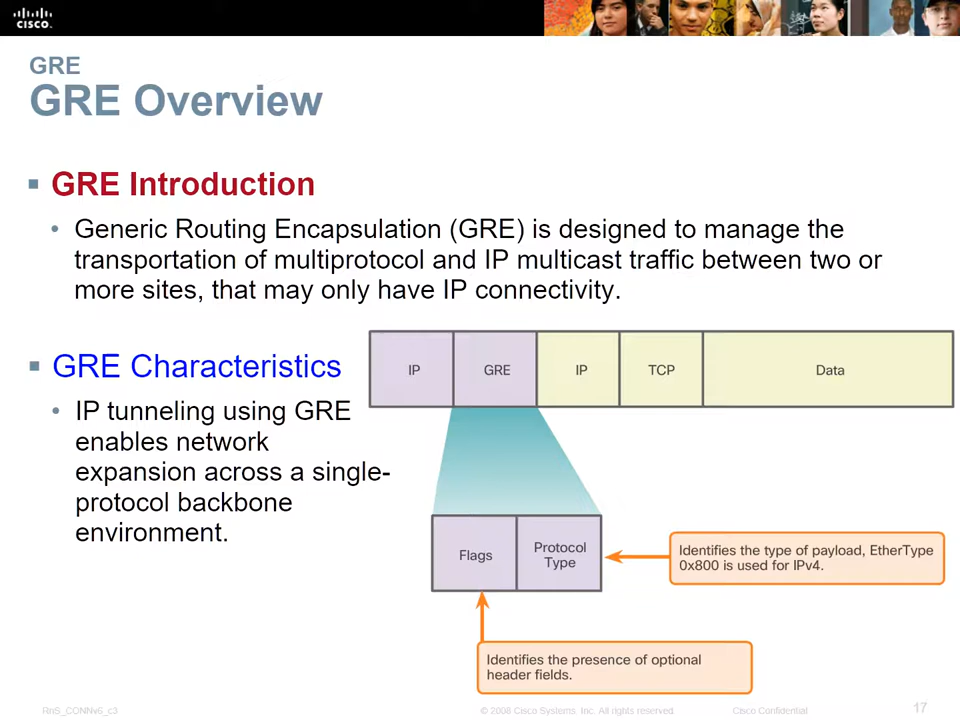 CISCO
GRE
GRE Overview
GRE Introduction
• Generic Routing Encapsulation (GRE) is designed to manage the
transportation of multiprotocol and IP multicast traffic between two or
more sites, that may only have IP connectivity.
GRE Characteristics
• IP tunneling using GRE
enables network
expansion across a single-
protocol backbone
environment.
IP GRE IP TCP Data
Flags
Protocol
Type
Identifies the type of payload, EtherType
0x800 is used for IPv4.
Identifies the presence of optional
header fields.
RnS_CONNv5_c3
© 2008 Cisco Systems, Inc. All rights reserved.
Cisco Confidential
17